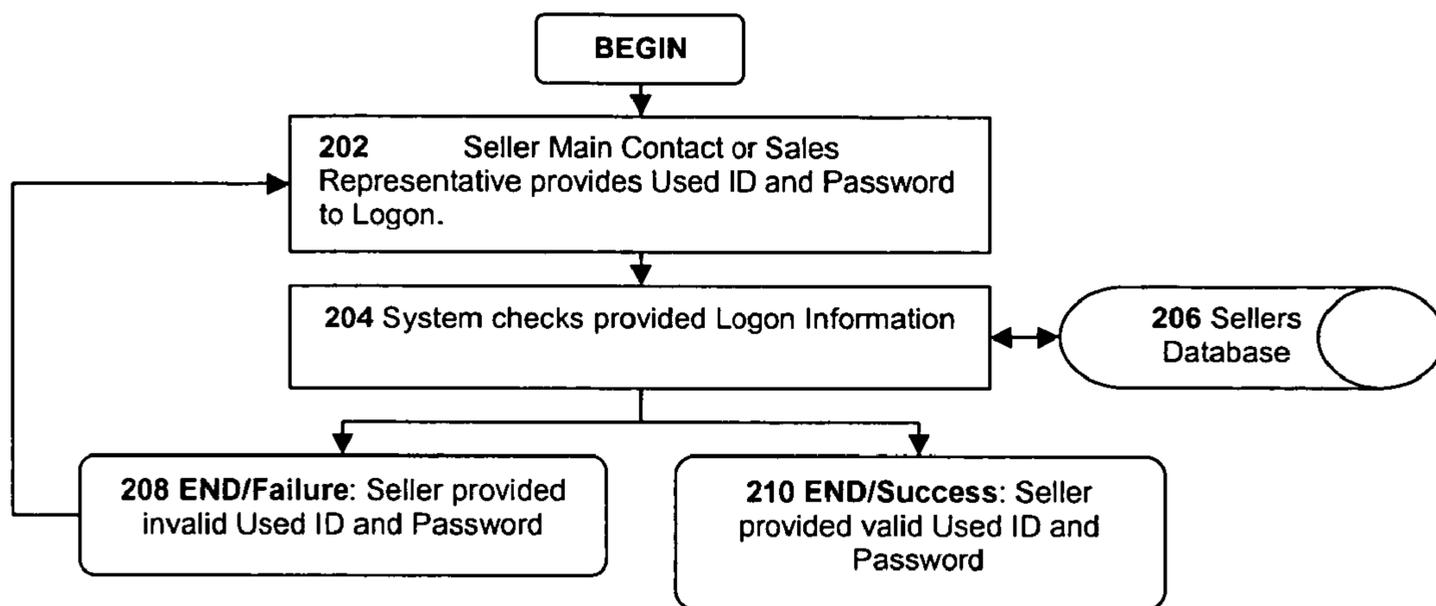 BEGIN
202 Seller Main Contact or Sales
Representative provides Used ID and Password
to Logon.
204 System checks provided Logon Information
206 Sellers
Database
208 END/Failure: Seller provided
invalid Used ID and Password
210 END/Success: Seller
provided valid Used ID and
Password